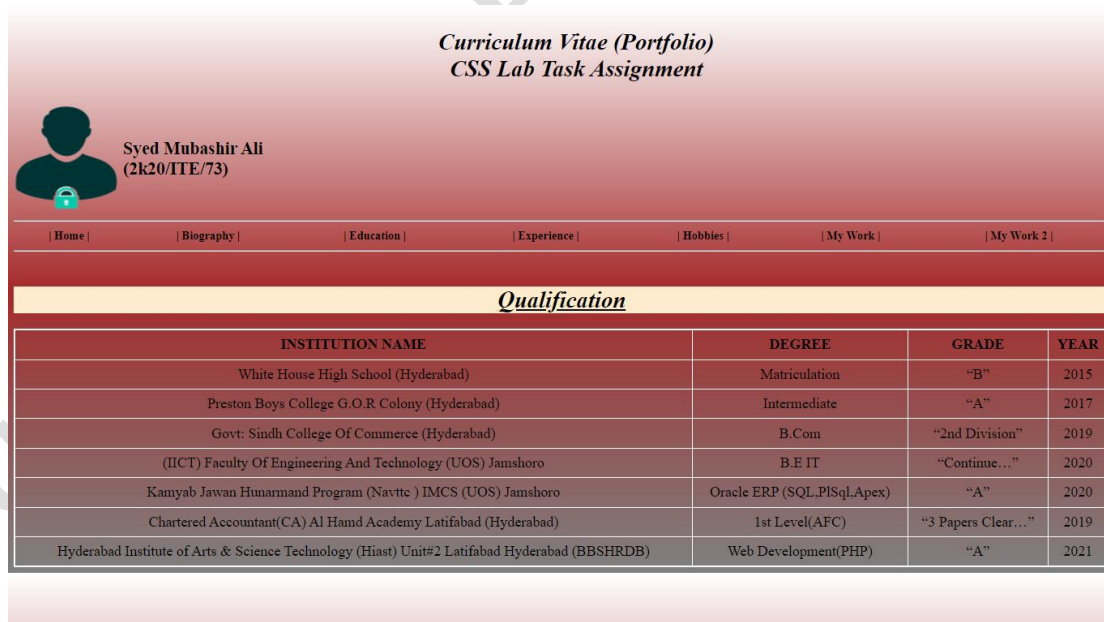 Curriculum Vitae (Portfolio)
CSS Lab Task Assignment
Syed Mubashir Ali
(2k20/ITE/73)
| Home | | Biography | | Education | | Experience | | Hobbies | | My Work | | My Work 2 |
Qualification
INSTITUTION NAME DEGREE GRADE YEAR
White House High School (Hyderabad) Matriculation “B” 2015
Preston Boys College G.O.R Colony (Hyderabad) Intermediate “A” 2017
Govt: Sindh College Of Commerce (Hyderabad) B.Com “2nd Division” 2019
(IICT) Faculty Of Engineering And Technology (UOS) Jamshoro B.E IT “Continue…” 2020
Kamyab Jawan Hunarmand Program (Navttc ) IMCS (UOS) Jamshoro Oracle ERP (SQL,PlSql,Apex) “A” 2020
Chartered Accountant(CA) Al Hamd Academy Latifabad (Hyderabad) 1st Level(AFC) “3 Papers Clear…” 2019
Hyderabad Institute of Arts & Science Technology (Hiast) Unit#2 Latifabad Hyderabad (BBSHRDB) Web Development(PHP) “A” 2021